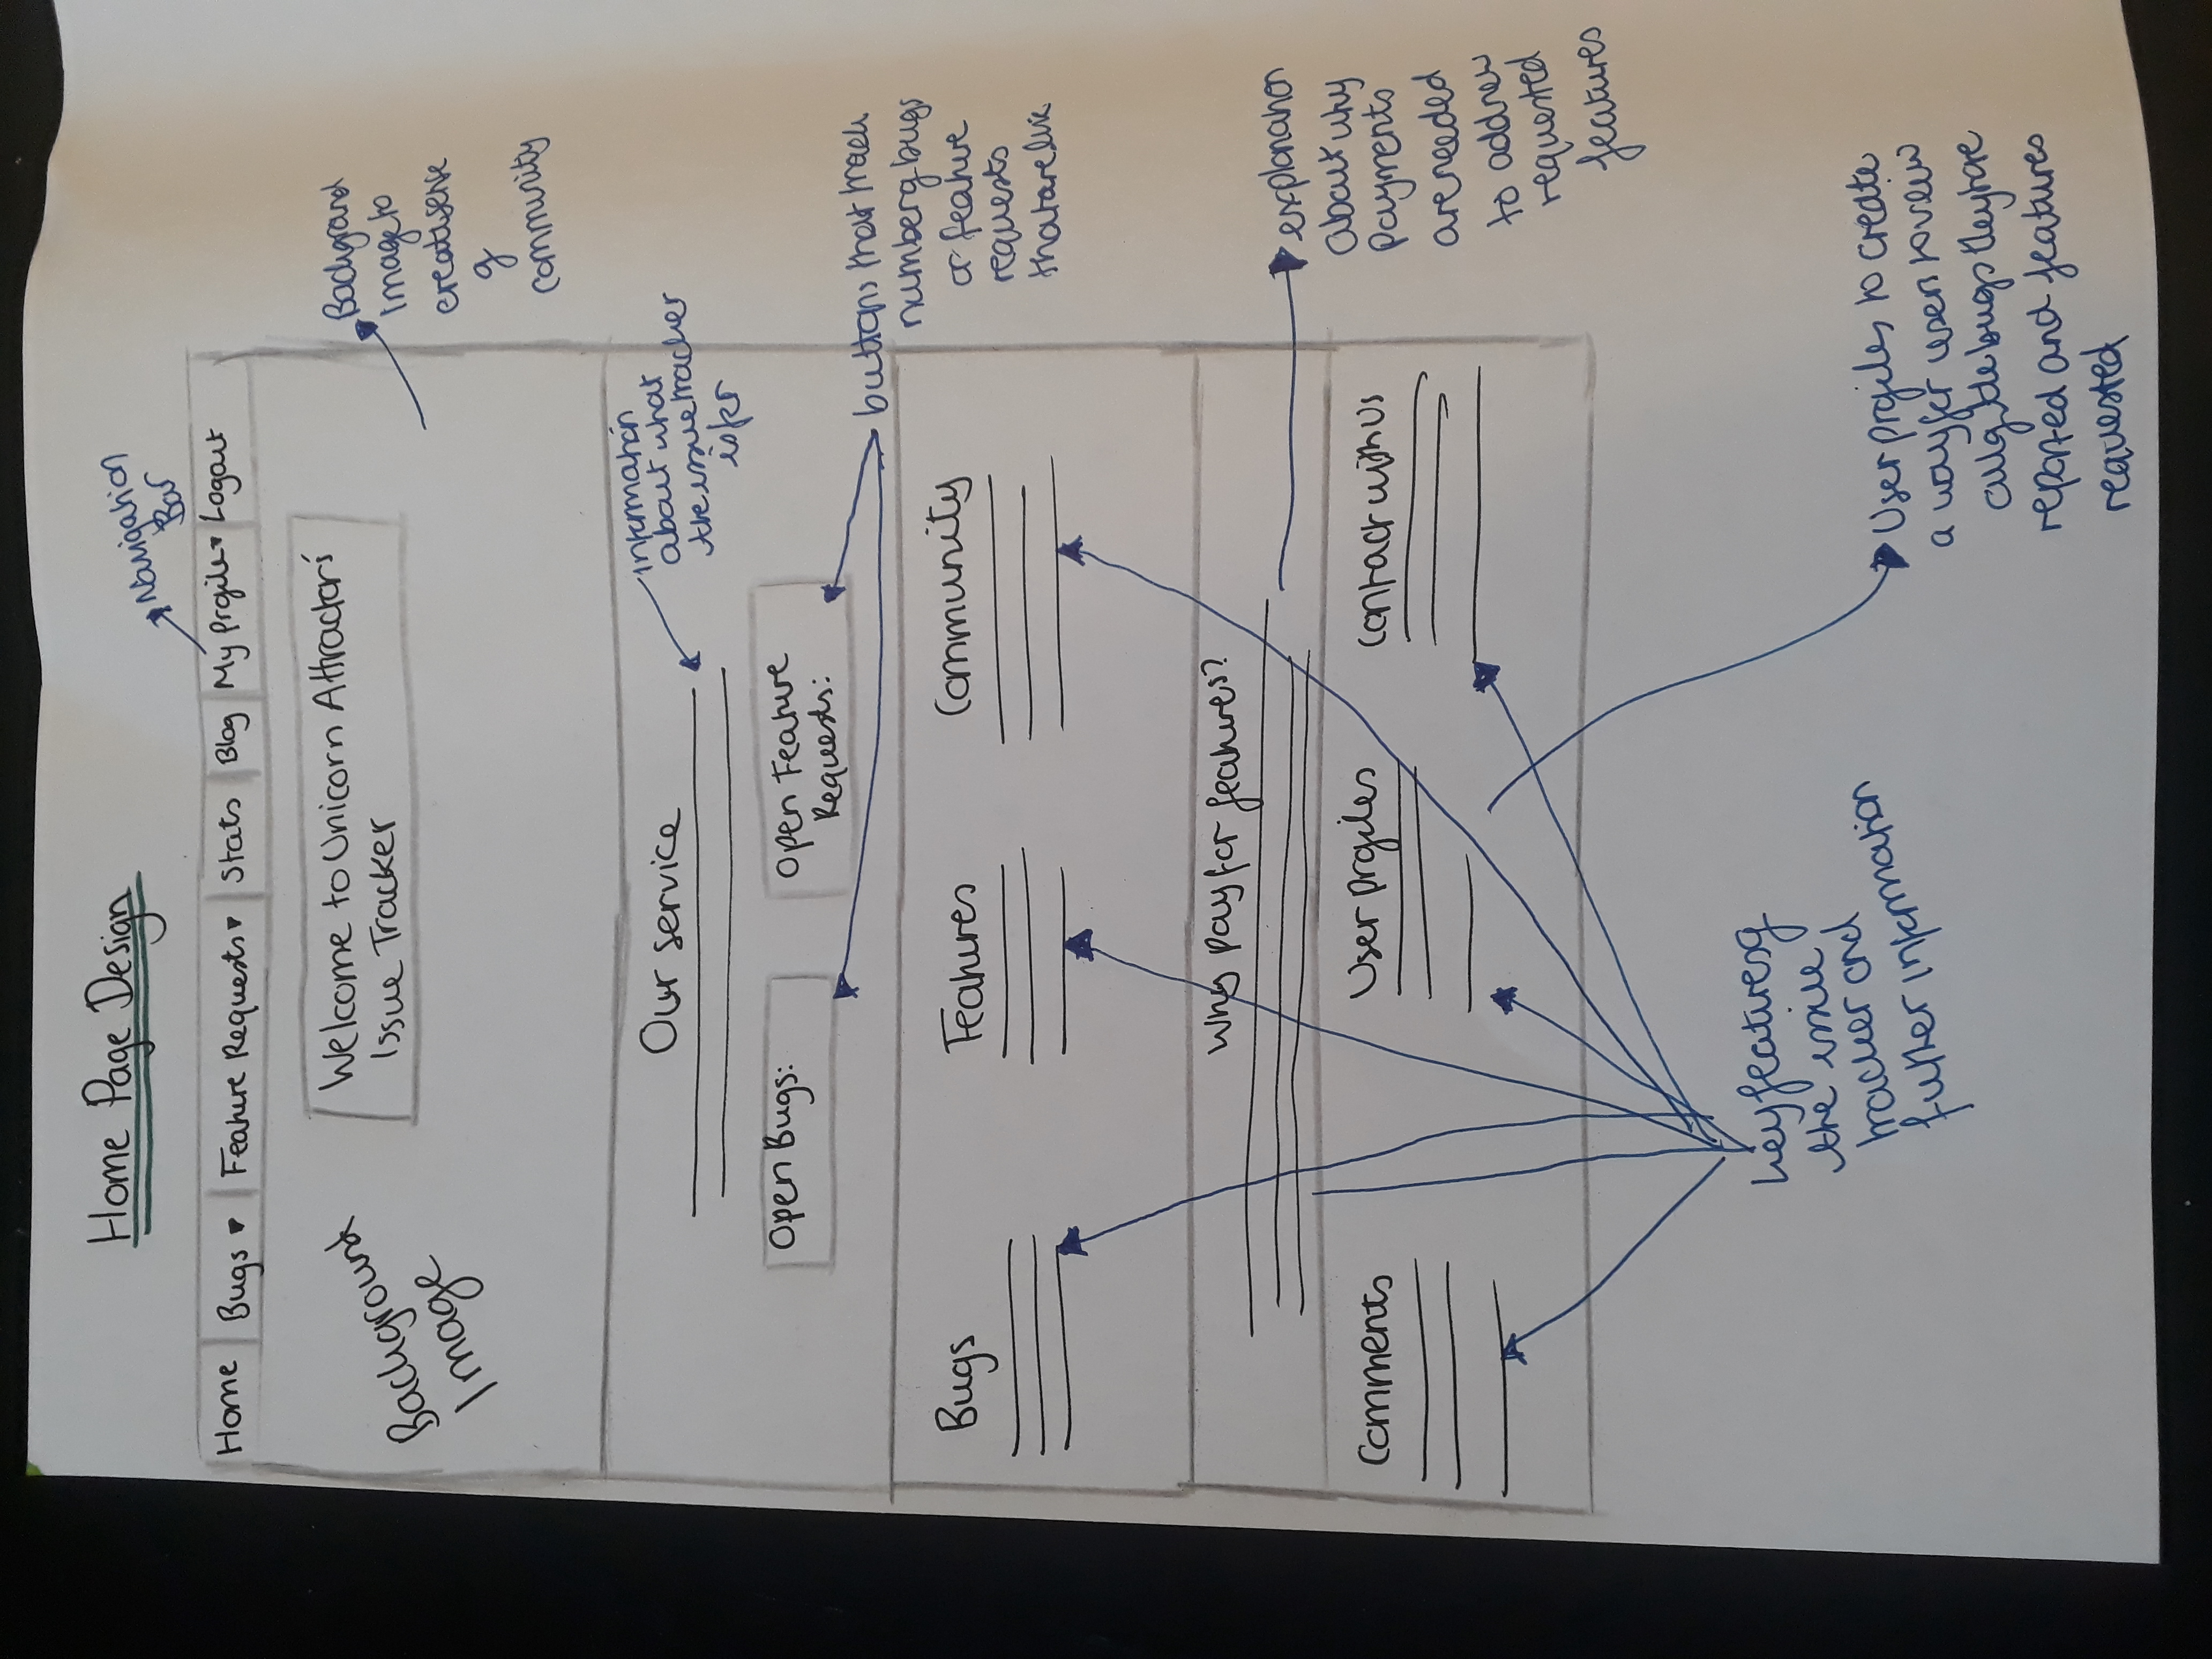 Home Page Design
Navigation
Bar
Home Bugs ▾ Feature Requests ▾ Stats Blog My Profile ▾ Logout
Welcome to Unicorn Attractor's
Issue Tracker
Background
Image
Background
Image to
create sense
of
community
Our service
Information
about what
the issue tracker
is for
Open Bugs:
Open Feature
Requests:
buttons that track
number of bugs
or feature
requests
that are live
Bugs Features Community
Why pay for features?
explanation
about why
payments
are needed
to add new
requested
features
Comments User profiles Contact with Us
key features of
the issue
tracker and
futher information
User profiles to create
a way for users to veiw
all of the bugs they have
reported and features
requested